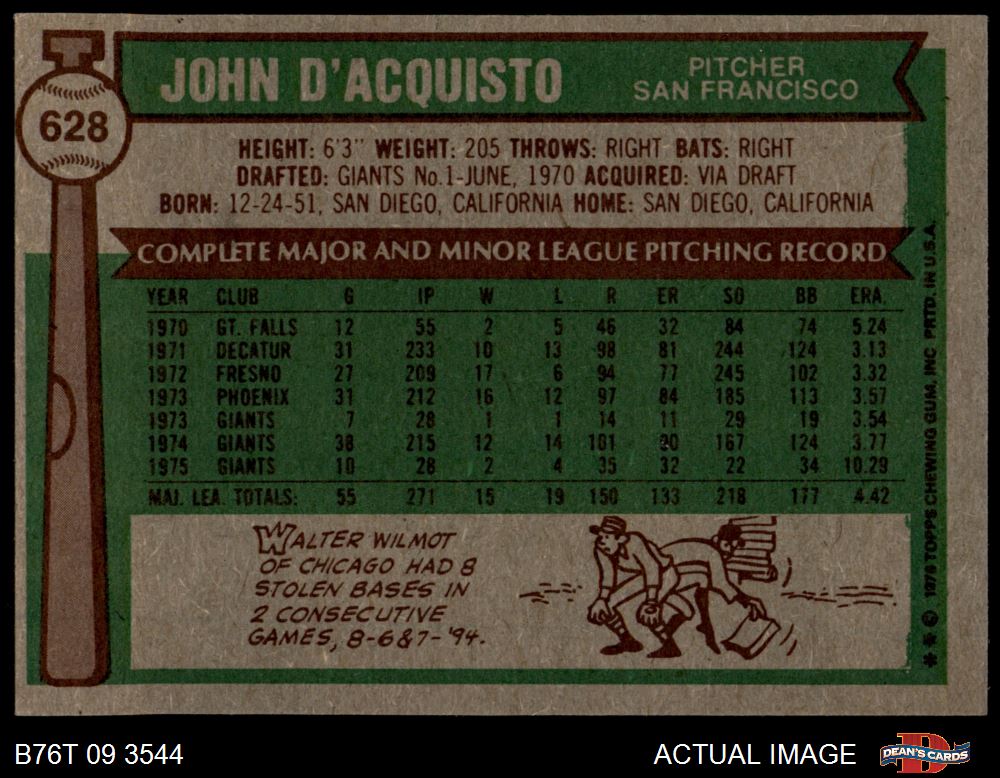 628
JOHN D'ACQUISTO
PITCHER
SAN FRANCISCO
HEIGHT: 6'3" WEIGHT: 205 THROWS: RIGHT BATS: RIGHT
DRAFTED: GIANTS No.1-JUNE, 1970 ACQUIRED: VIA DRAFT
BORN: 12-24-51, SAN DIEGO, CALIFORNIA HOME: SAN DIEGO, CALIFORNIA
COMPLETE MAJOR AND MINOR LEAGUE PITCHING RECORD
YEAR CLUB G IP W L R ER SO BB ERA.
1970 GT. FALLS 12 55 2 5 46 32 84 74 5.24
1971 DECATUR 31 233 10 13 98 81 244 124 3.13
1972 FRESNO 27 209 17 6 94 77 245 102 3.32
1973 PHOENIX 31 212 16 12 97 84 185 113 3.57
1973 GIANTS 7 28 1 1 14 11 29 19 3.54
1974 GIANTS 38 215 12 14 101 90 167 124 3.77
1975 GIANTS 10 28 2 4 35 32 22 34 10.29
MAJ. LEA. TOTALS: 55 271 15 19 150 133 218 177 4.42
WALTER WILMOT
OF CHICAGO HAD 8
STOLEN BASES IN
2 CONSECUTIVE
GAMES, 8-6&7-'94.
** © 1976 TOPPS CHEWING GUM, INC PRTD. IN U.S.A.
B76T 09 3544
ACTUAL IMAGE
DEAN'S CARDS